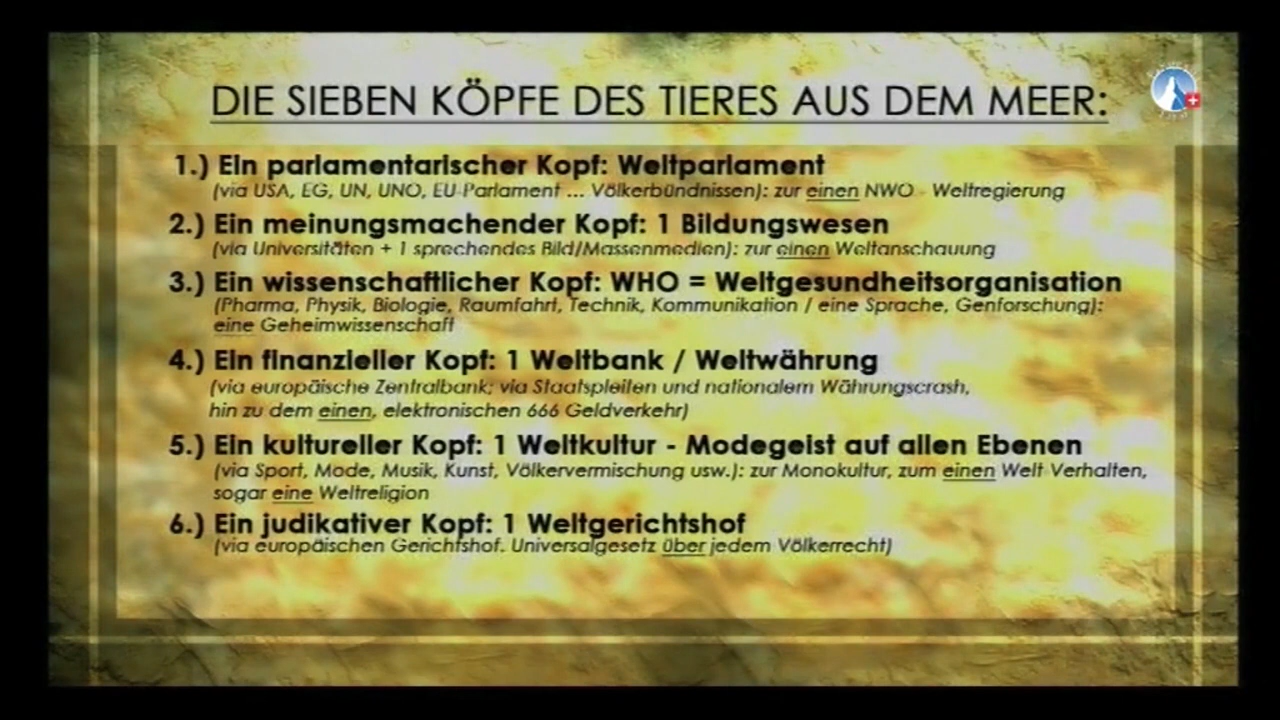 DIE SIEBEN KÖPFE DES TIERES AUS DEM MEER:
1.) Ein parlamentarischer Kopf: Weltparlament
(via USA, EG, UN, UNO, EU-Parlament ... Völkerbündnissen): zur einen NWO - Weltregierung
2.) Ein meinungsmachender Kopf: 1 Bildungswesen
(via Universitäten + 1 sprechendes Bild/Massenmedien): zur einen Weltanschauung
3.) Ein wissenschaftlicher Kopf: WHO = Weltgesundheitsorganisation
(Pharma, Physik, Biologie, Raumfahrt, Technik, Kommunikation / eine Sprache, Genforschung):
eine Geheimwissenschaft
4.) Ein finanzieller Kopf: 1 Weltbank / Weltwährung
(via europäische Zentralbank; via Staatspleiten und nationalem Währungscrash,
hin zu dem einen, elektronischen 666 Geldverkehr)
5.) Ein kultureller Kopf: 1 Weltkultur - Modegeist auf allen Ebenen
(via Sport, Mode, Musik, Kunst, Völkervermischung usw.): zur Monokultur, zum einen Welt Verhalten,
sogar eine Weltreligion
6.) Ein judikativer Kopf: 1 Weltgerichtshof
(via europäischen Gerichtshof. Universalgesetz über jedem Völkerrecht)